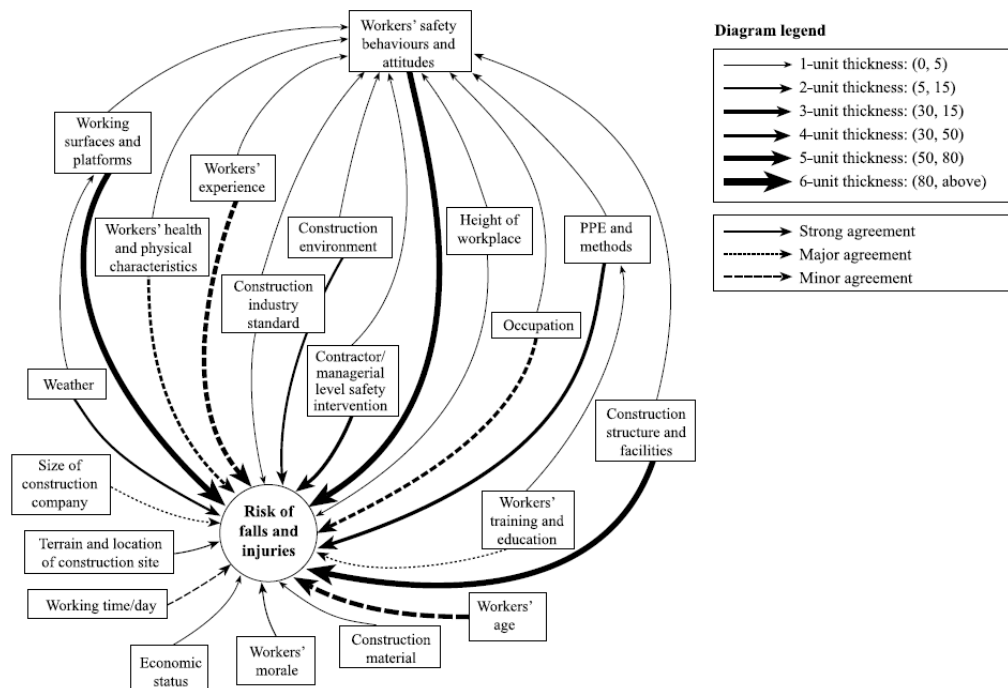 Workers’ safety
behaviours and
attitudes
Working
surfaces and
platforms
Workers’
experience
Workers’ health
and physical
characteristics
Construction
environment
Height of
workplace
PPE and
methods
Construction
industry
standard
Occupation
Contractor/
managerial
level safety
intervention
Weather
Construction
structure and
facilities
Size of
construction
company
Risk of
falls and
injuries
Workers’
training and
education
Terrain and location
of construction site
Working time/day
Workers’
age
Economic
status
Workers’
morale
Construction
material
Diagram legend
1-unit thickness: (0, 5)
2-unit thickness: (5, 15)
3-unit thickness: (30, 15)
4-unit thickness: (30, 50)
5-unit thickness: (50, 80)
6-unit thickness: (80, above)
Strong agreement
Major agreement
Minor agreement